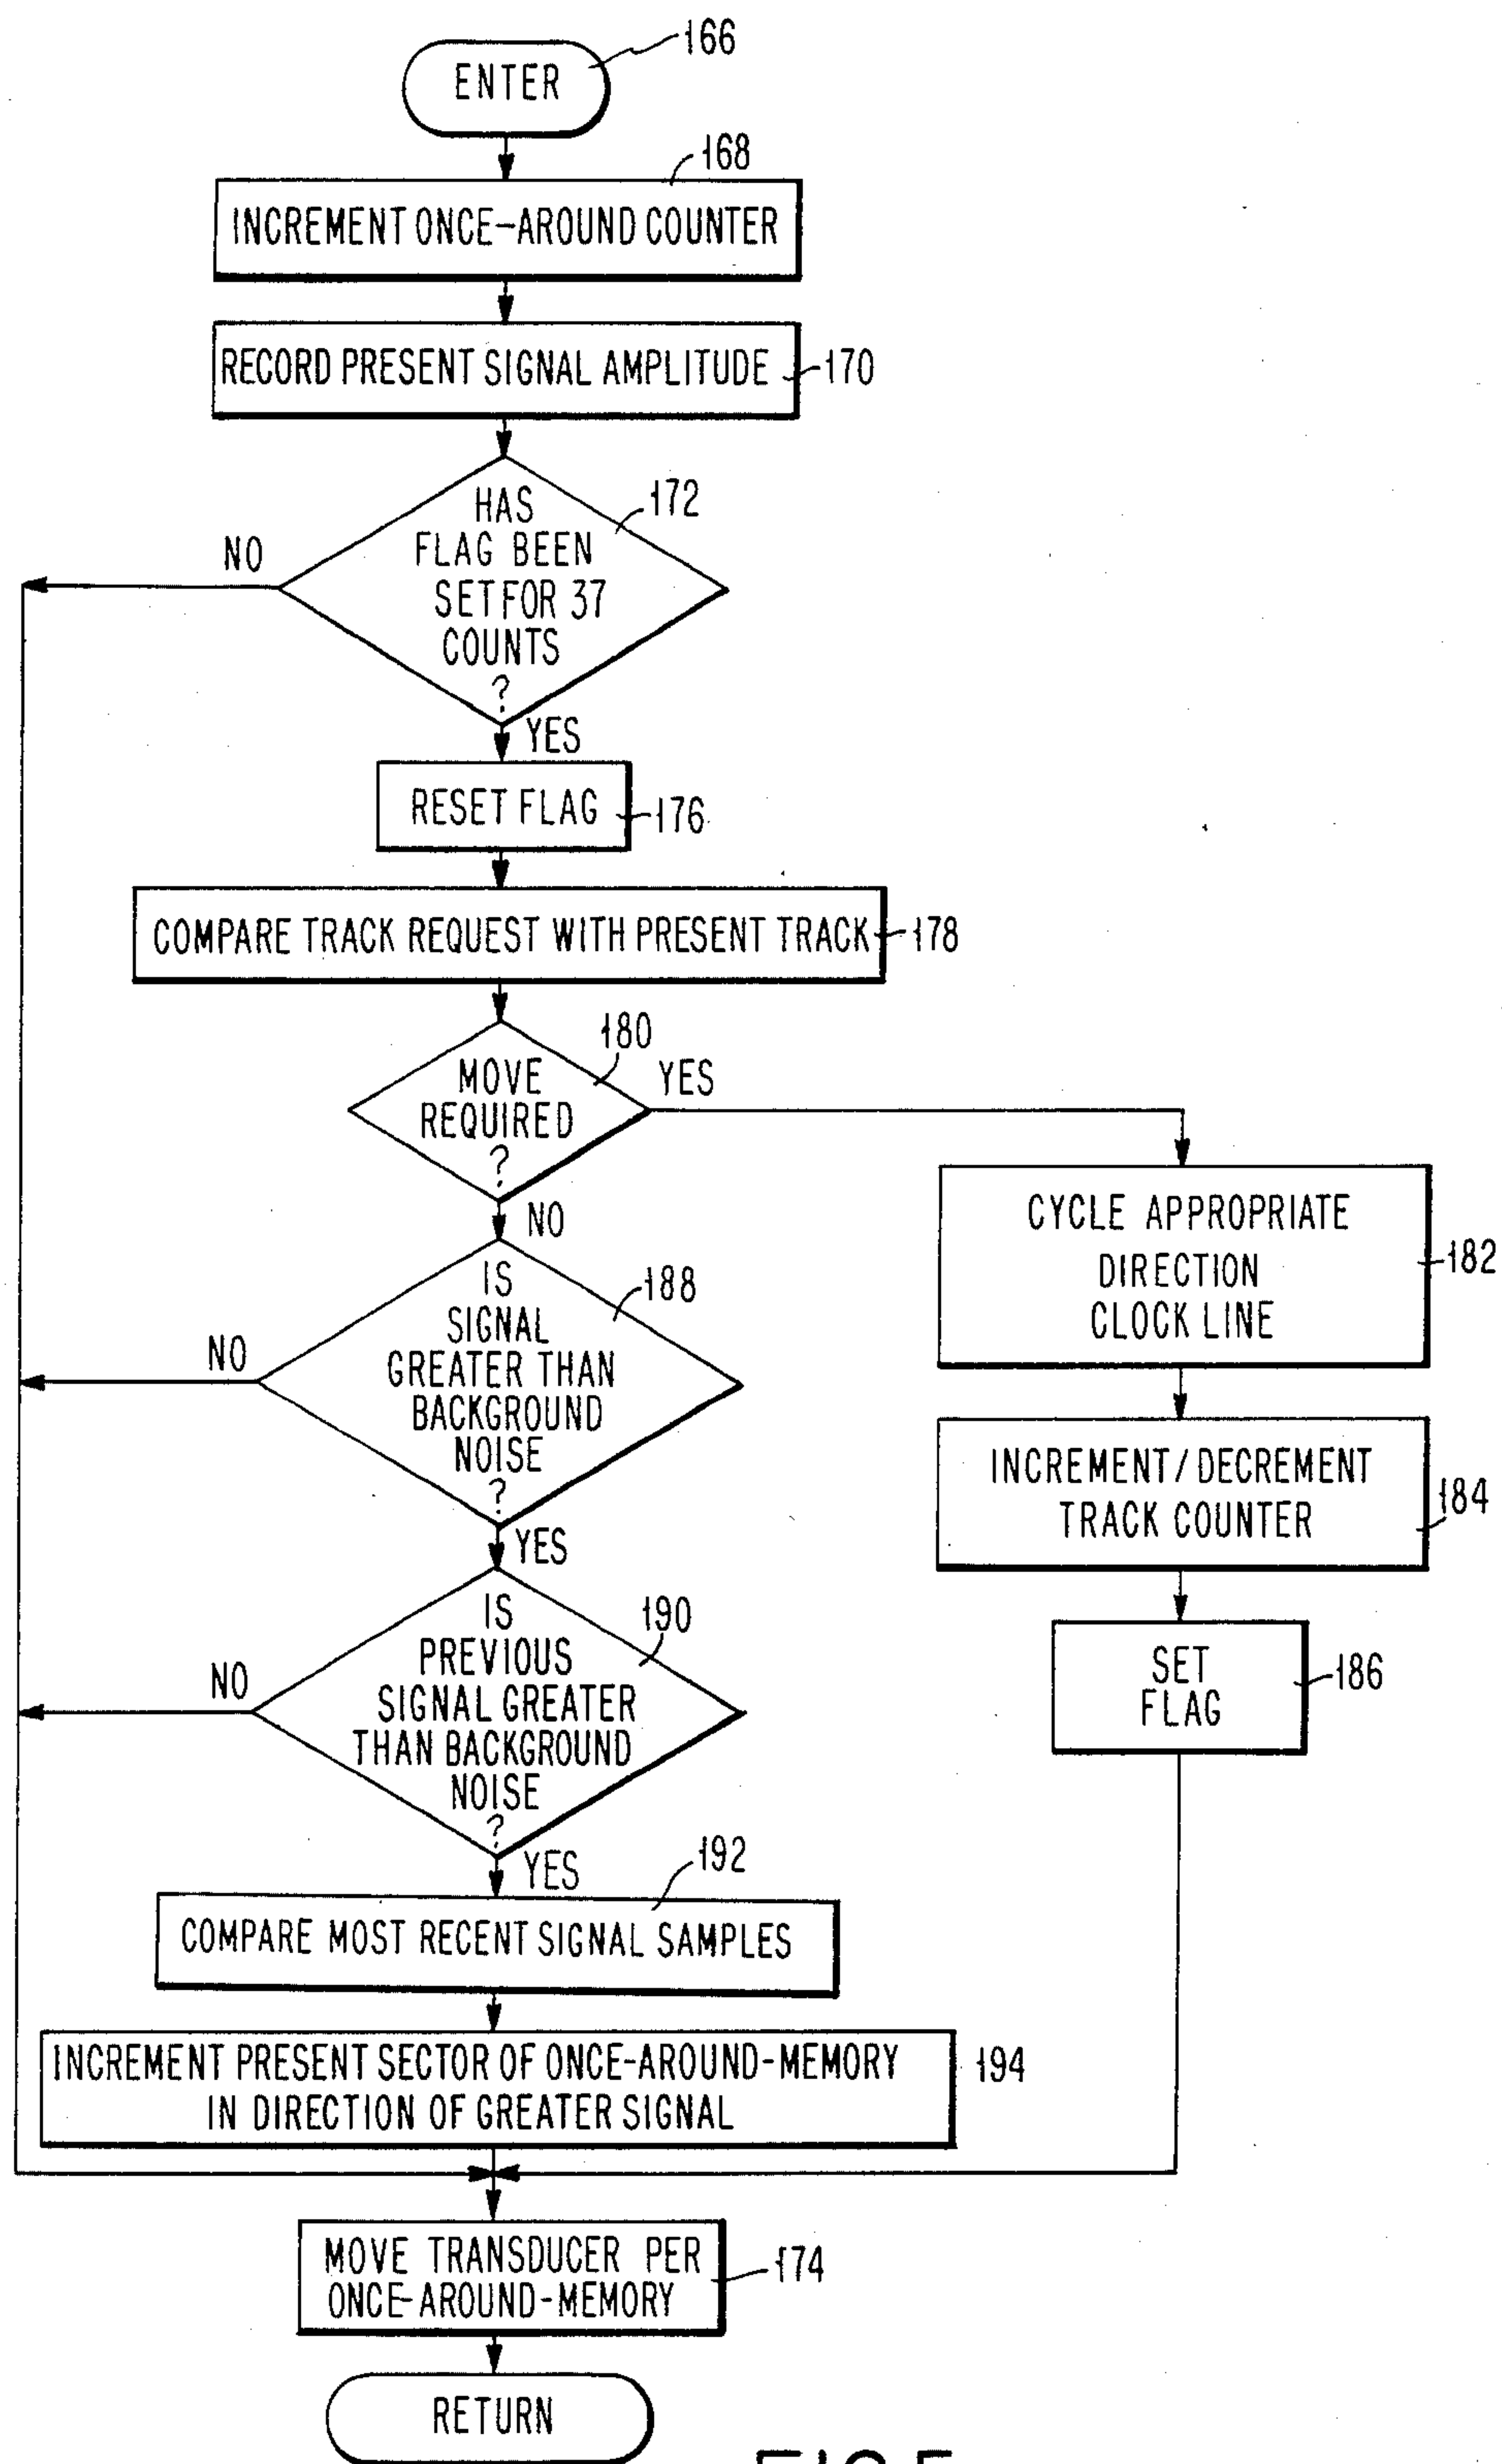 166
ENTER
168
INCREMENT ONCE-AROUND COUNTER
RECORD PRESENT SIGNAL AMPLITUDE
170
HAS
FLAG BEEN
SET FOR 37
COUNTS
?
172
NO
YES
RESET FLAG
176
COMPARE TRACK REQUEST WITH PRESENT TRACK
178
180
MOVE
REQUIRED
?
YES
NO
CYCLE APPROPRIATE
DIRECTION
CLOCK LINE
182
IS
SIGNAL
GREATER THAN
BACKGROUND
NOISE
?
188
NO
YES
INCREMENT/DECREMENT
TRACK COUNTER
184
IS
PREVIOUS
SIGNAL GREATER
THAN BACKGROUND
NOISE
?
190
NO
YES
SET
FLAG
186
192
COMPARE MOST RECENT SIGNAL SAMPLES
INCREMENT PRESENT SECTOR OF ONCE-AROUND-MEMORY
IN DIRECTION OF GREATER SIGNAL
194
MOVE TRANSDUCER PER
ONCE-AROUND-MEMORY
174
RETURN